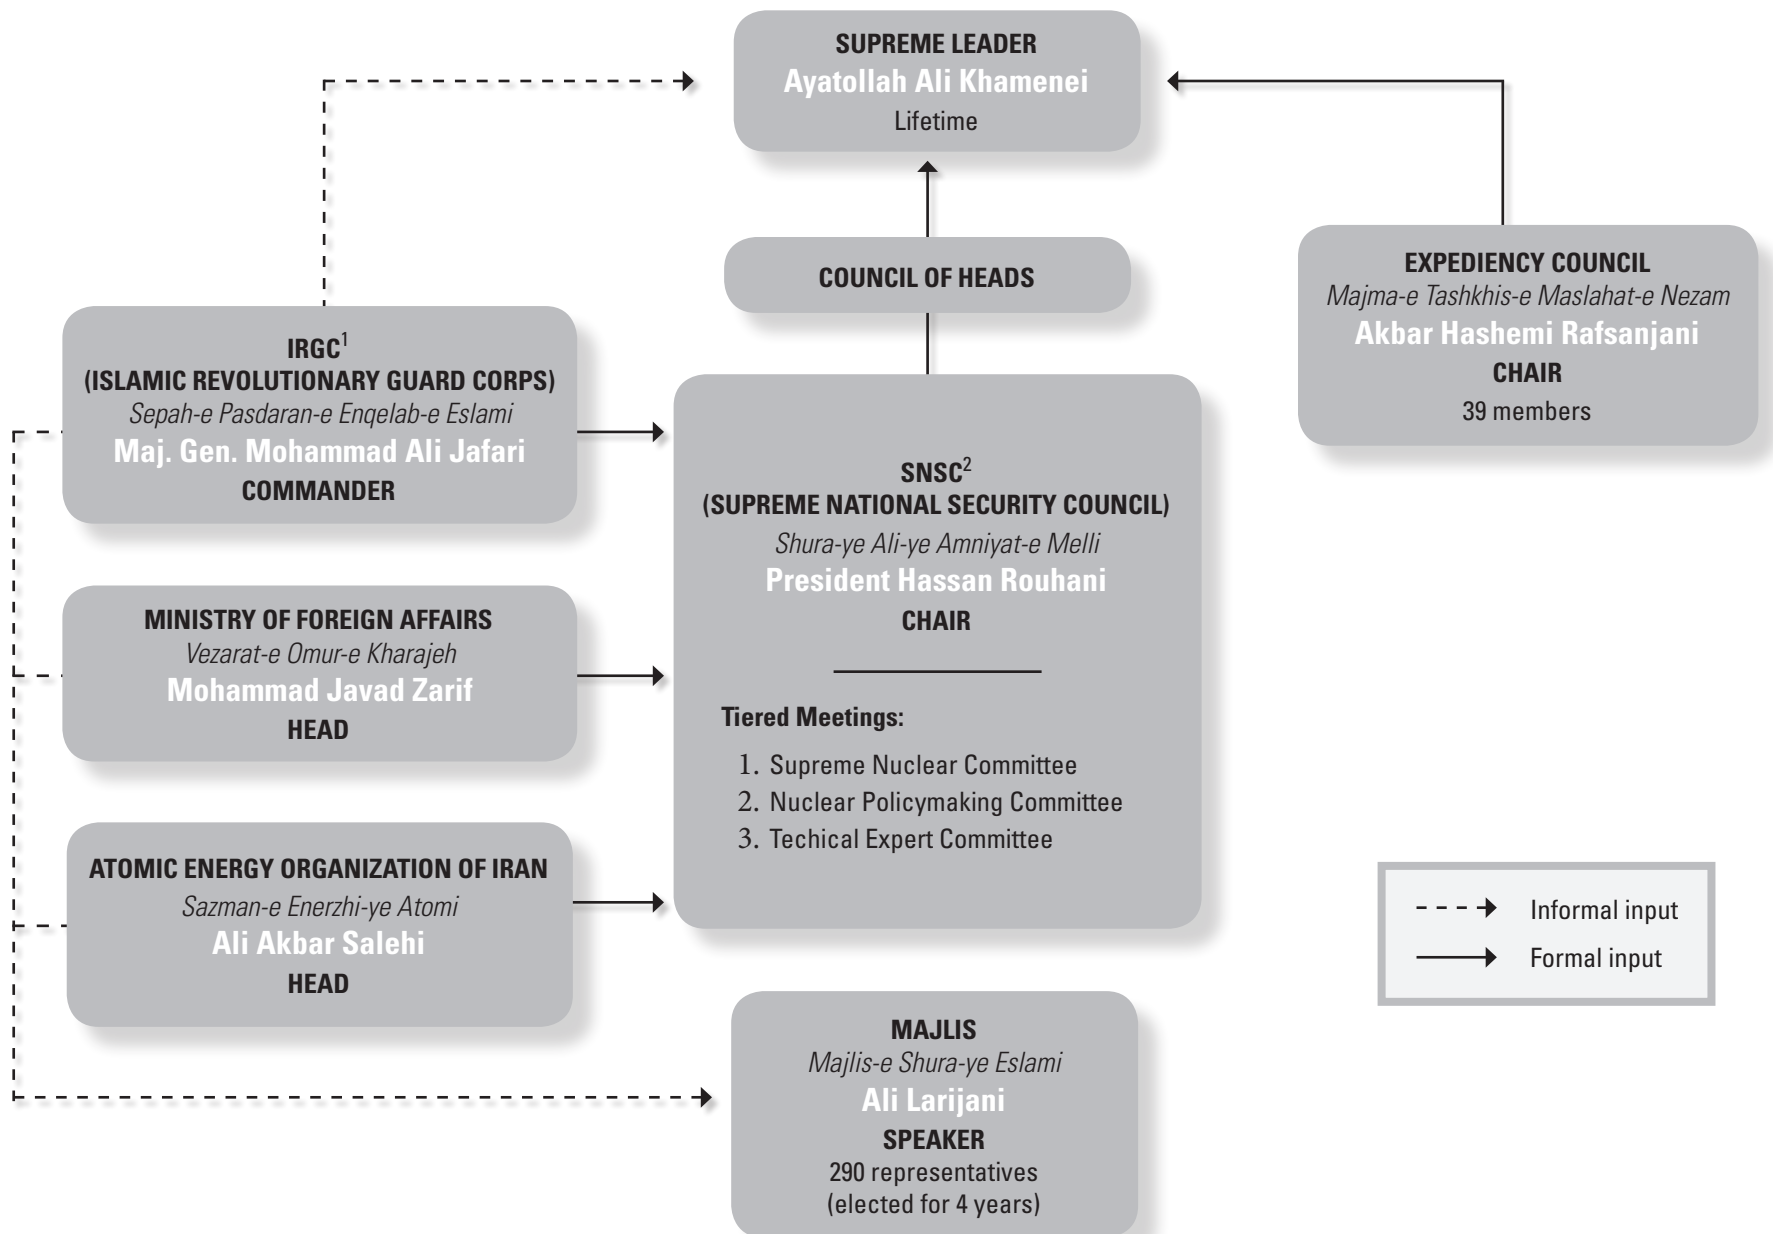 SUPREME LEADER
Ayatollah Ali Khamenei
Lifetime
COUNCIL OF HEADS
EXPEDIENCY COUNCIL
Majma-e Tashkhis-e Maslahat-e Nezam
Akbar Hashemi Rafsanjani
CHAIR
39 members
IRGC1
(ISLAMIC REVOLUTIONARY GUARD CORPS)
Sepah-e Pasdaran-e Enqelab-e Eslami
Maj. Gen. Mohammad Ali Jafari
COMMANDER
SNSC2
(SUPREME NATIONAL SECURITY COUNCIL)
Shura-ye Ali-ye Amniyat-e Melli
President Hassan Rouhani
CHAIR
Tiered Meetings:
1. Supreme Nuclear Committee
2. Nuclear Policymaking Committee
3. Techical Expert Committee
MINISTRY OF FOREIGN AFFAIRS
Vezarat-e Omur-e Kharajeh
Mohammad Javad Zarif
HEAD
ATOMIC ENERGY ORGANIZATION OF IRAN
Sazman-e Enerzhi-ye Atomi
Ali Akbar Salehi
HEAD
Informal input
Formal input
MAJLIS
Majlis-e Shura-ye Eslami
Ali Larijani
SPEAKER
290 representatives
(elected for 4 years)